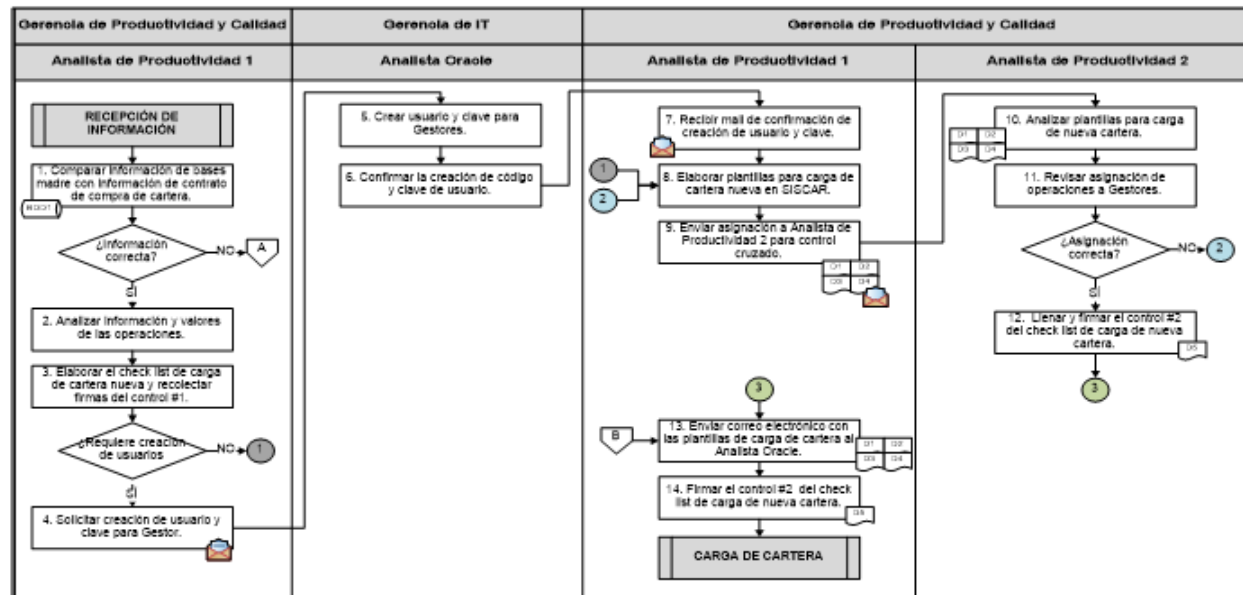 Gerencia de Productividad y Calidad
Gerencia de IT
Gerencia de Productividad y Calidad
Analista de Productividad 1
Analista Oracle
Analista de Productividad 1
Analista de Productividad 2
RECEPCIÓN DE
INFORMACIÓN
1. Comparar información de bases
madre con información de contrato
de compra de cartera.
BDD1
¿Información
correcta?
NO
A
SÍ
2. Analizar información y valores
de las operaciones.
3. Elaborar el check list de carga
de cartera nueva y recolectar
firmas del control #1.
¿Requiere creación
de usuarios
NO
1
SÍ
4. Solicitar creación de usuario y
clave para Gestor.
5. Crear usuario y clave para
Gestores.
6. Confirmar la creación de código
y clave de usuario.
7. Recibir mail de confirmación de
creación de usuario y clave.
1
2
8. Elaborar plantillas para carga de
cartera nueva en SISCAR.
9. Enviar asignación a Analista de
Productividad 2 para control
cruzado.
D1 D2
D3 D4
10. Analizar plantillas para carga
de nueva cartera.
D1 D2
D3 D4
11. Revisar asignación de
operaciones a Gestores.
¿Asignación
correcta?
NO
2
SÍ
12. Llenar y firmar el control #2
del check list de carga de nueva
cartera.
D5
3
3
B
13. Enviar correo electrónico con
las plantillas de carga de cartera al
Analista Oracle.
D1 D2
D3 D4
14. Firmar el control #2 del check
list de carga de nueva cartera.
D5
CARGA DE CARTERA